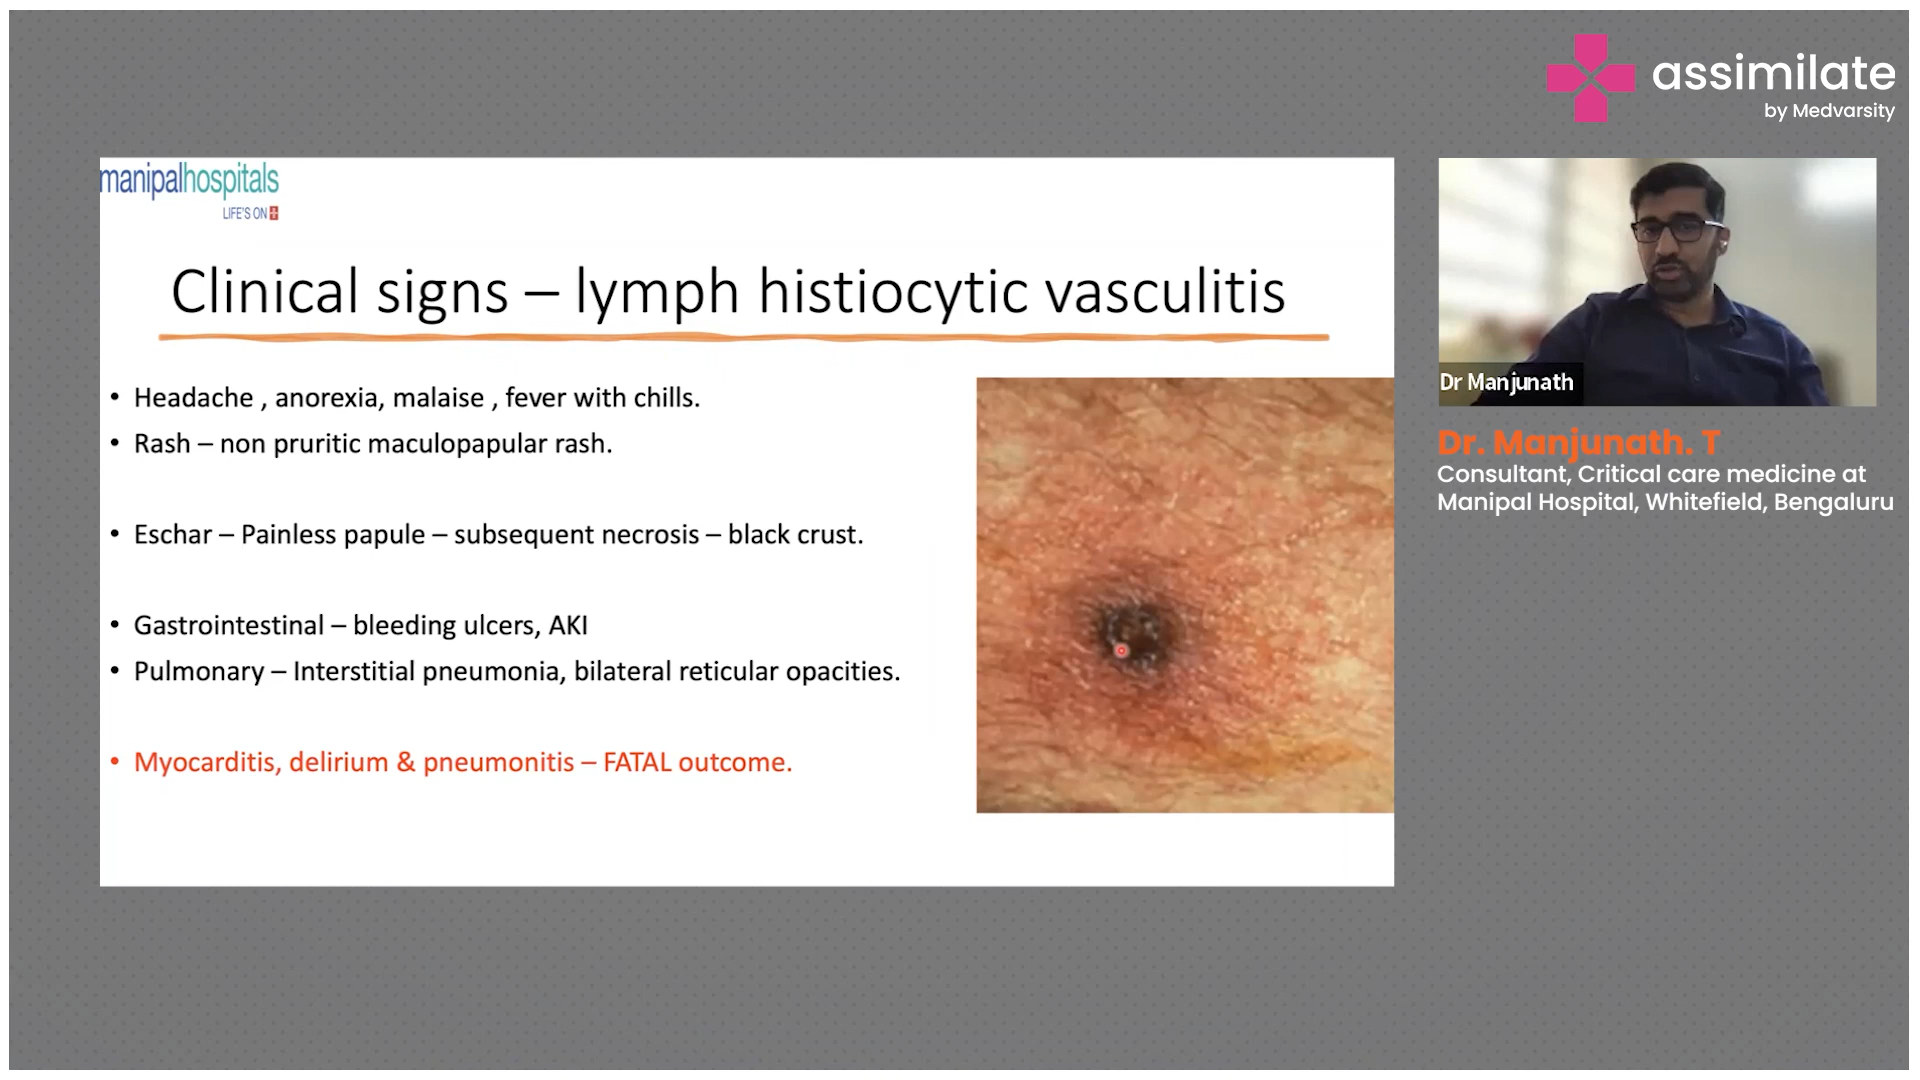 assimilate
by Medvarsity
manipalhospitals
LIFE'S ON
Clinical signs – lymph histiocytic vasculitis
• Headache , anorexia, malaise , fever with chills.
• Rash – non pruritic maculopapular rash.
• Eschar – Painless papule – subsequent necrosis – black crust.
• Gastrointestinal – bleeding ulcers, AKI
• Pulmonary – Interstitial pneumonia, bilateral reticular opacities.
• Myocarditis, delirium & pneumonitis – FATAL outcome.
Dr Manjunath
Dr. Manjunath. T
Consultant, Critical care medicine at
Manipal Hospital, Whitefield, Bengaluru